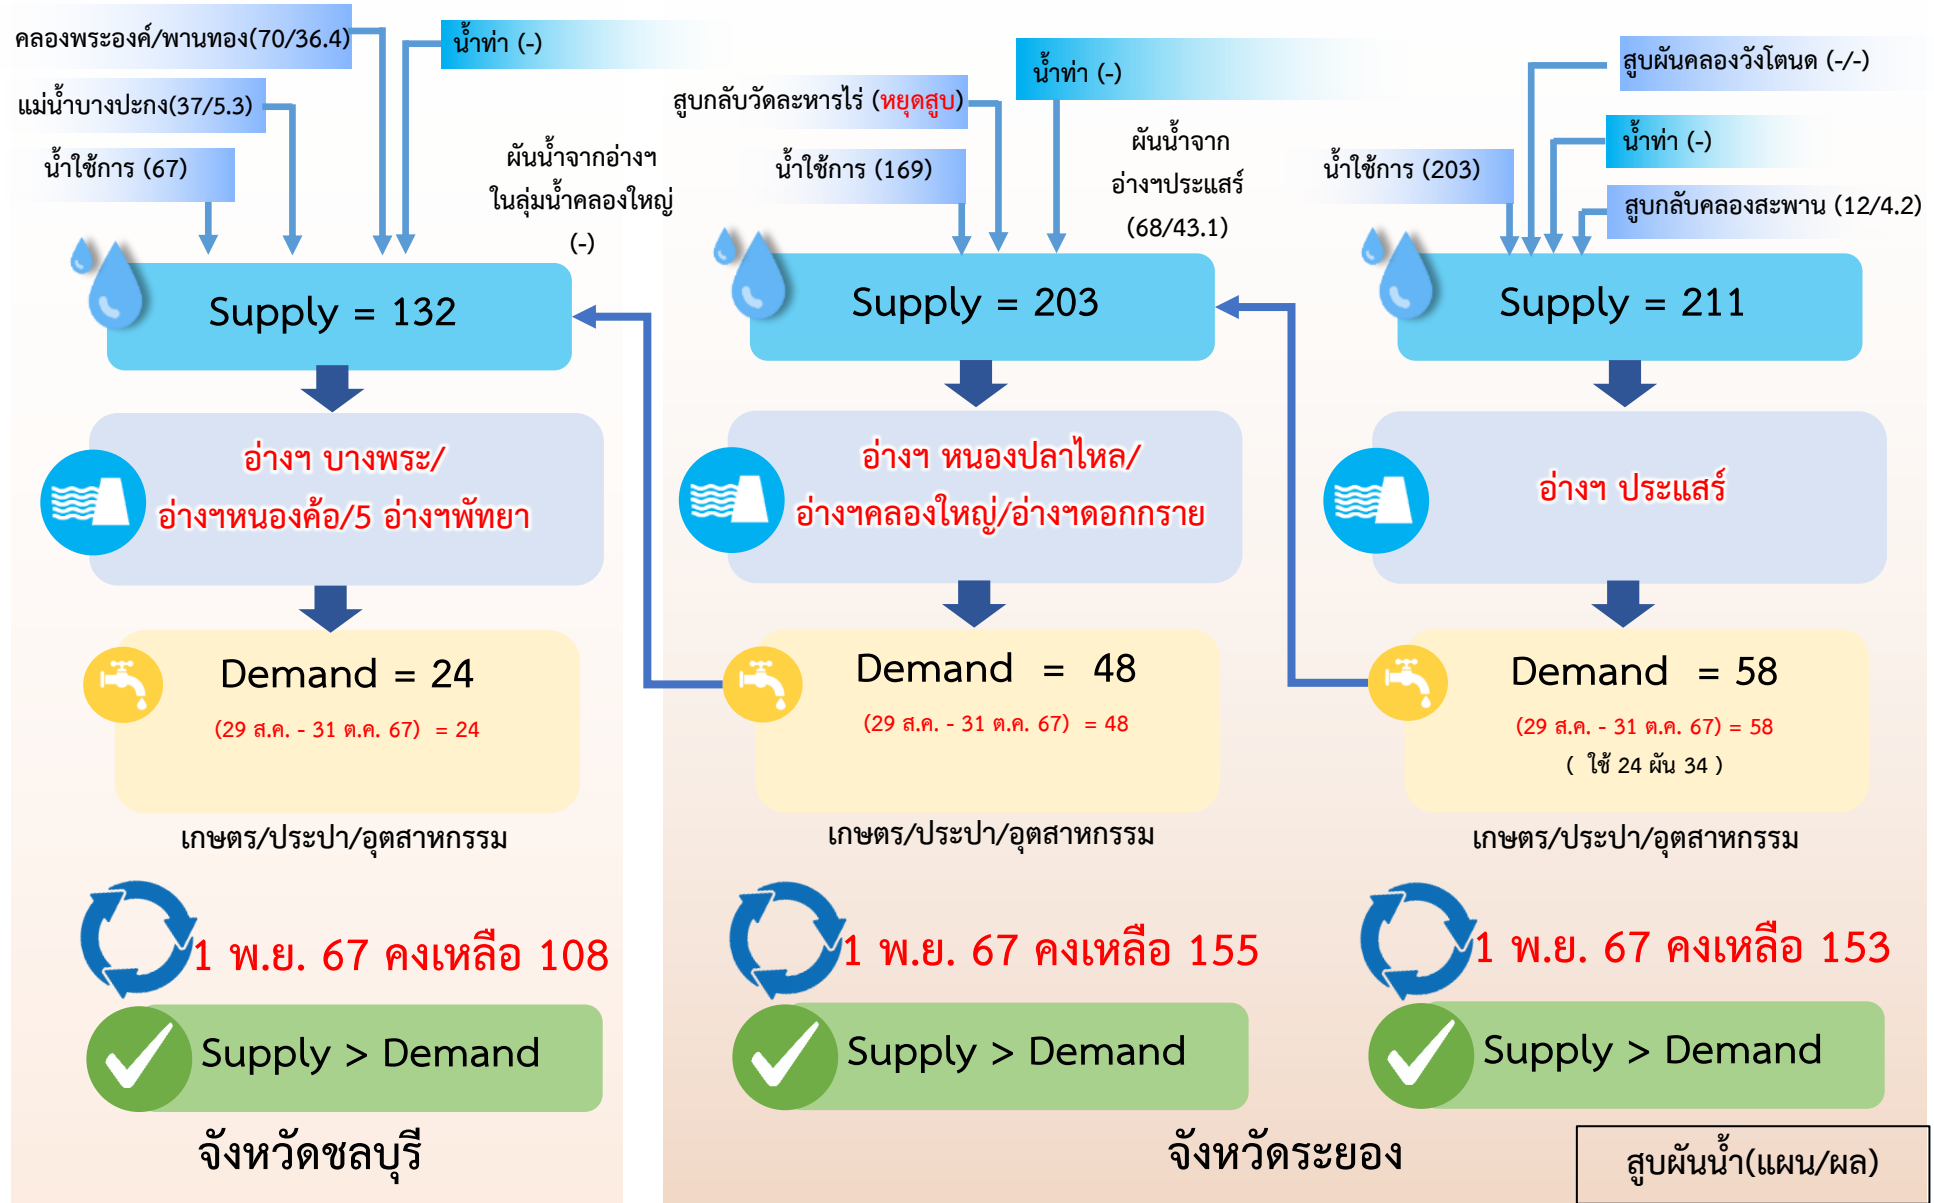 คลองพระองค์/พานทอง(70/36.4)
น้ำท่า (-)
แม่น้ำบางปะกง(37/5.3)
น้ำใช้การ (67)
ผันน้ำจากอ่างฯ
ในลุ่มน้ำคลองใหญ่
(-)
Supply = 132
อ่างฯ บางพระ/
อ่างฯหนองค้อ/5 อ่างฯพัทยา
Demand = 24
(29 ส.ค. - 31 ต.ค. 67) = 24
เกษตร/ประปา/อุตสาหกรรม
1 พ.ย. 67 คงเหลือ 108
Supply > Demand
จังหวัดชลบุรี
น้ำท่า (-)
สูบกลับวัดละหารไร่ (หยุดสูบ)
น้ำใช้การ (169)
ผันน้ำจาก
อ่างฯประแสร์
(68/43.1)
Supply = 203
อ่างฯ หนองปลาไหล/
อ่างฯคลองใหญ่/อ่างฯดอกกราย
Demand = 48
(29 ส.ค. - 31 ต.ค. 67) = 48
เกษตร/ประปา/อุตสาหกรรม
1 พ.ย. 67 คงเหลือ 155
Supply > Demand
สูบผันคลองวังโตนด (-/-)
น้ำท่า (-)
น้ำใช้การ (203)
สูบกลับคลองสะพาน (12/4.2)
Supply = 211
อ่างฯ ประแสร์
Demand = 58
(29 ส.ค. - 31 ต.ค. 67) = 58
( ใช้ 24 ผัน 34 )
เกษตร/ประปา/อุตสาหกรรม
1 พ.ย. 67 คงเหลือ 153
Supply > Demand
จังหวัดระยอง
สูบผันน้ำ(แผน/ผล)